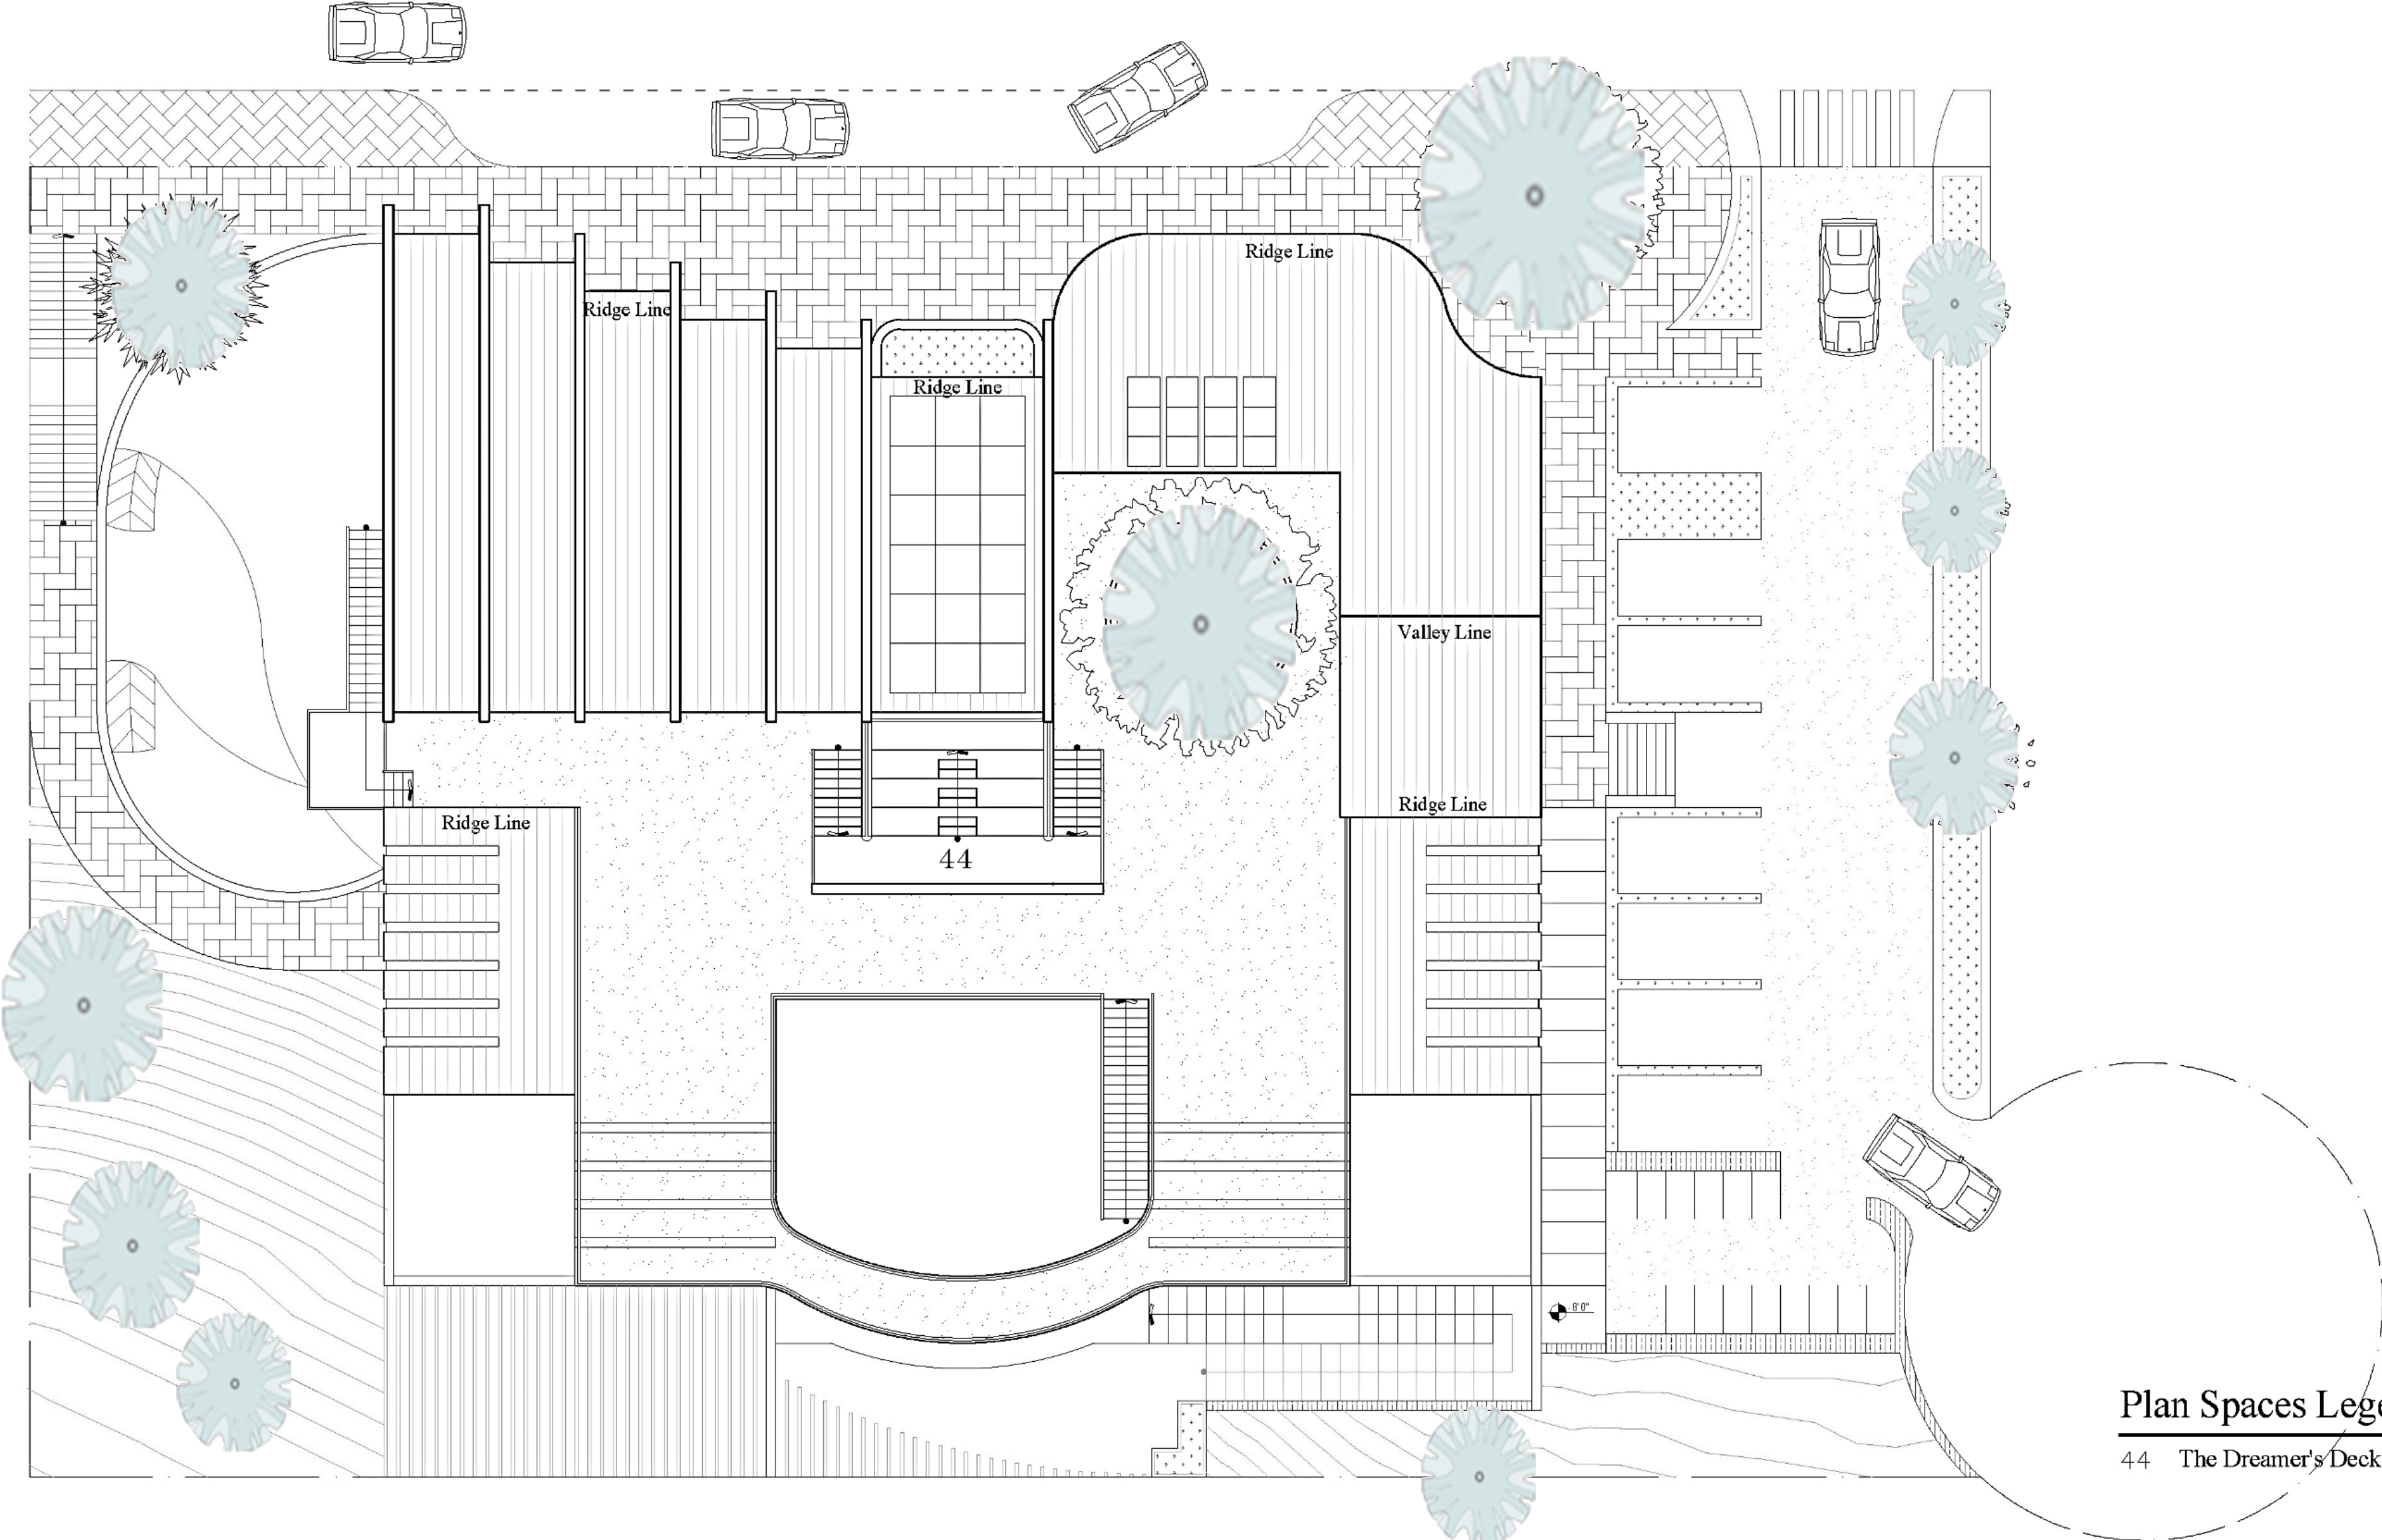 Ridge Line
Ridge Line
Ridge Line
Valley Line
Ridge Line
Ridge Line
44
- 8' 0"
Plan Spaces Lege
44 The Dreamer's Deck